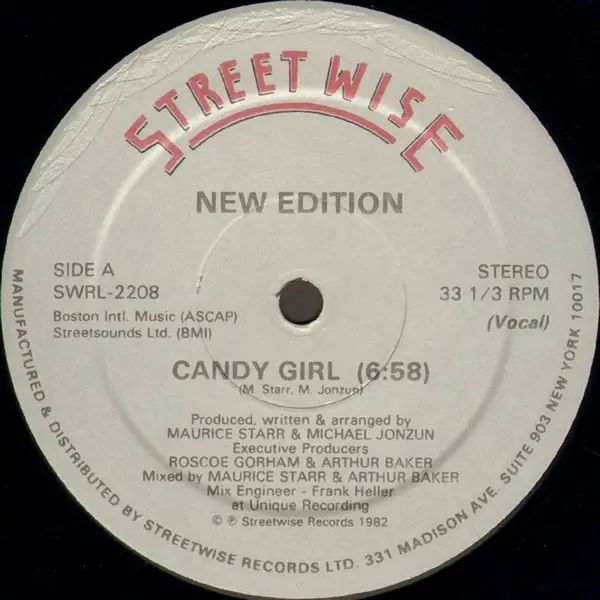 STREETWISE
NEW EDITION
SIDE A
SWRL-2208
Boston Intl. Music (ASCAP)
Streetsounds Ltd. (BMI)
STEREO
33 1/3 RPM
(Vocal)
CANDY GIRL (6:58)
(M. Starr, M. Jonzun)
Produced, written & arranged by
MAURICE STARR & MICHAEL JONZUN
Executive Producers
ROSCOE GORHAM & ARTHUR BAKER
Mixed by MAURICE STARR & ARTHUR BAKER
Mix Engineer - Frank Heller
at Unique Recording
© ℗ Streetwise Records 1982
MANUFACTURED & DISTRIBUTED BY STREETWISE RECORDS LTD. 331 MADISON AVE. SUITE 903 NEW YORK 10017